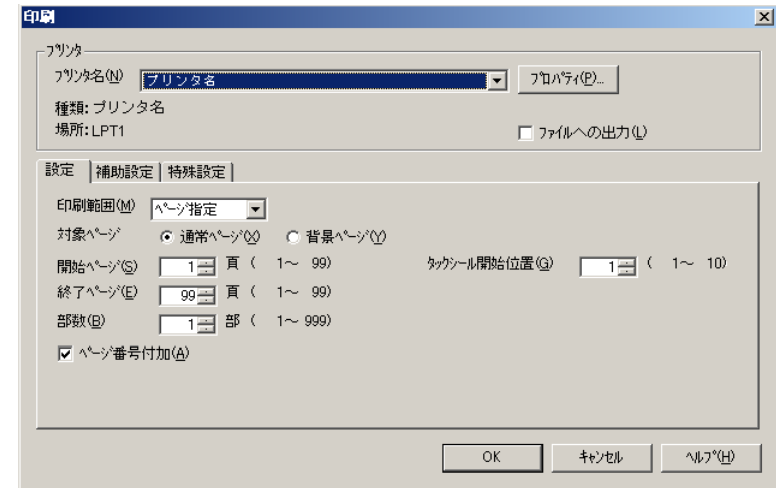 印刷
ﾌﾟﾘﾝﾀ
ﾌﾟﾘﾝﾀ名(N) プリンタ名 ﾌﾟﾛﾊﾟﾃｨ(P)...
種類: プリンタ名
場所: LPT1 ファイルへの出力(L)
設定 補助設定 特殊設定
印刷範囲(M) ﾍﾟｰｼﾞ指定
対象ﾍﾟｰｼﾞ 通常ﾍﾟｰｼﾞ(X) 背景ﾍﾟｰｼﾞ(Y)
開始ﾍﾟｰｼﾞ(S) 1 頁 ( 1～ 99) ﾀｯｸｼｰﾙ開始位置(G) 1 ( 1～ 10)
終了ﾍﾟｰｼﾞ(E) 99 頁 ( 1～ 99)
部数(B) 1 部 ( 1～ 999)
ﾍﾟｰｼﾞ番号付加(A)
OK ｷｬﾝｾﾙ ﾍﾙﾌﾟ(H)